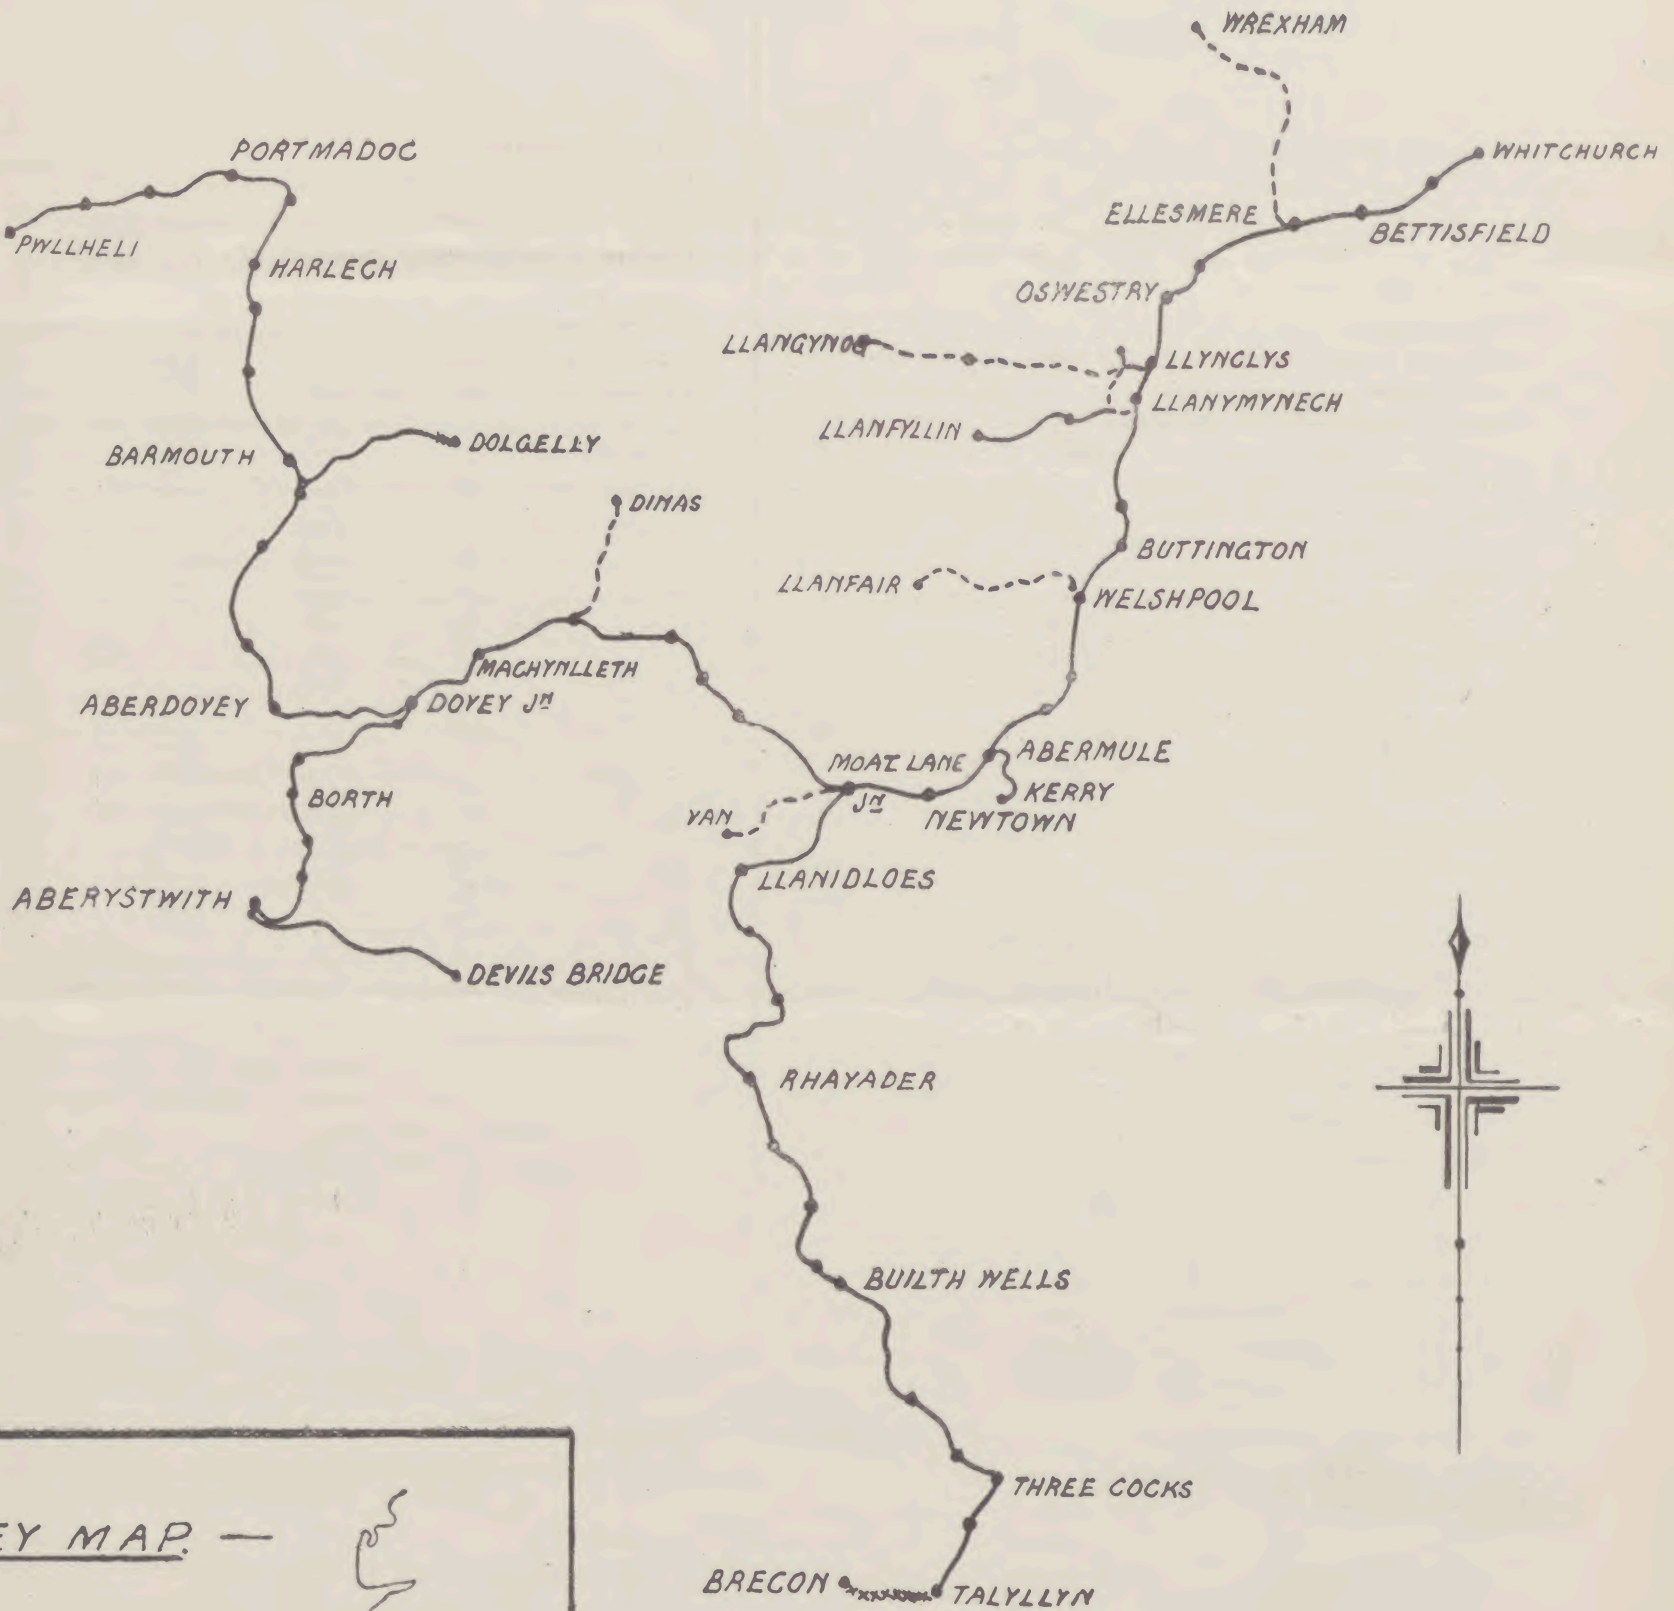 WREXHAM
WHITCHURCH
PORTMADOC
ELLESMERE
BETTISFIELD
PWLLHELI
HARLECH
OSWESTRY
LLANGYNOG
LLYNCLYS
LLANYMYNECH
LLANFYLLIN
BARMOUTH
DOLGELLY
DINAS
BUTTINGTON
LLANFAIR
WELSHPOOL
MACHYNLLETH
ABERDOVEY
DOVEY JN
MOAT LANE
JN
ABERMULE
KERRY
NEWTOWN
BORTH
VAN
LLANIDLOES
ABERYSTWITH
DEVILS BRIDGE
RHAYADER
BUILTH WELLS
THREE COCKS
EY MAP. —
BRECON
TALYLLYN